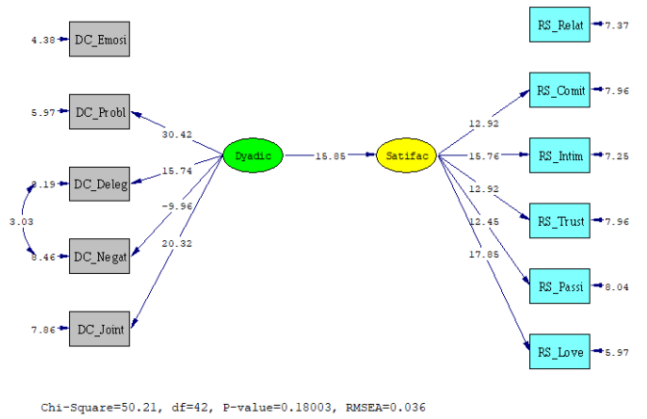 4.38 DC_Emosi
5.97 DC_Probl
8.19 DC_Deleg
3.03
8.46 DC_Negat
7.86 DC_Joint
30.42
15.74
-9.96
20.32
Dyadic
15.85
Satifac
12.92
15.76
12.92
12.45
17.85
RS_Relat 7.37
RS_Comit 7.96
RS_Intim 7.25
RS_Trust 7.96
RS_Passi 8.04
RS_Love 5.97
Chi-Square=50.21, df=42, P-value=0.18003, RMSEA=0.036